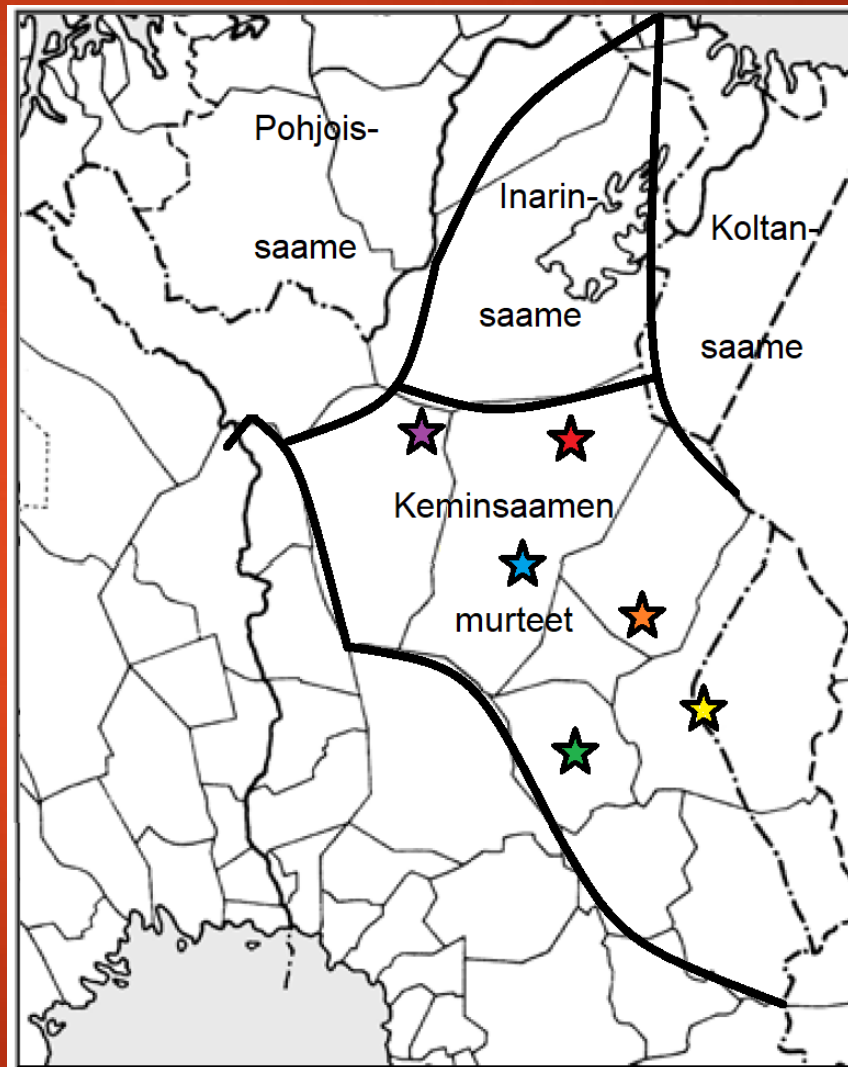 Pohjois-
saame
Inarin-
saame
Koltan-
saame
Keminsaamen
murteet